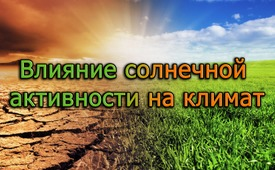 Влияние солнечной
активности на климат